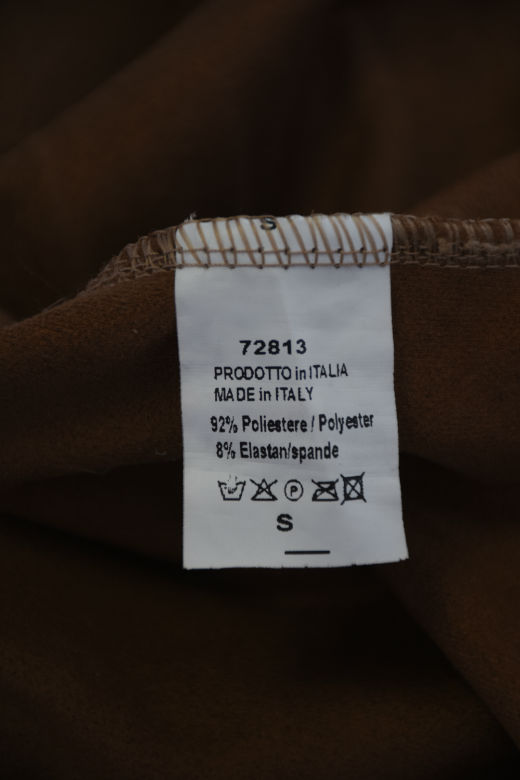 S
72813
PRODOTTO in ITALIA
MADE in ITALY
92% Poliestere / Polyester
8% Elastan/spande
P
S